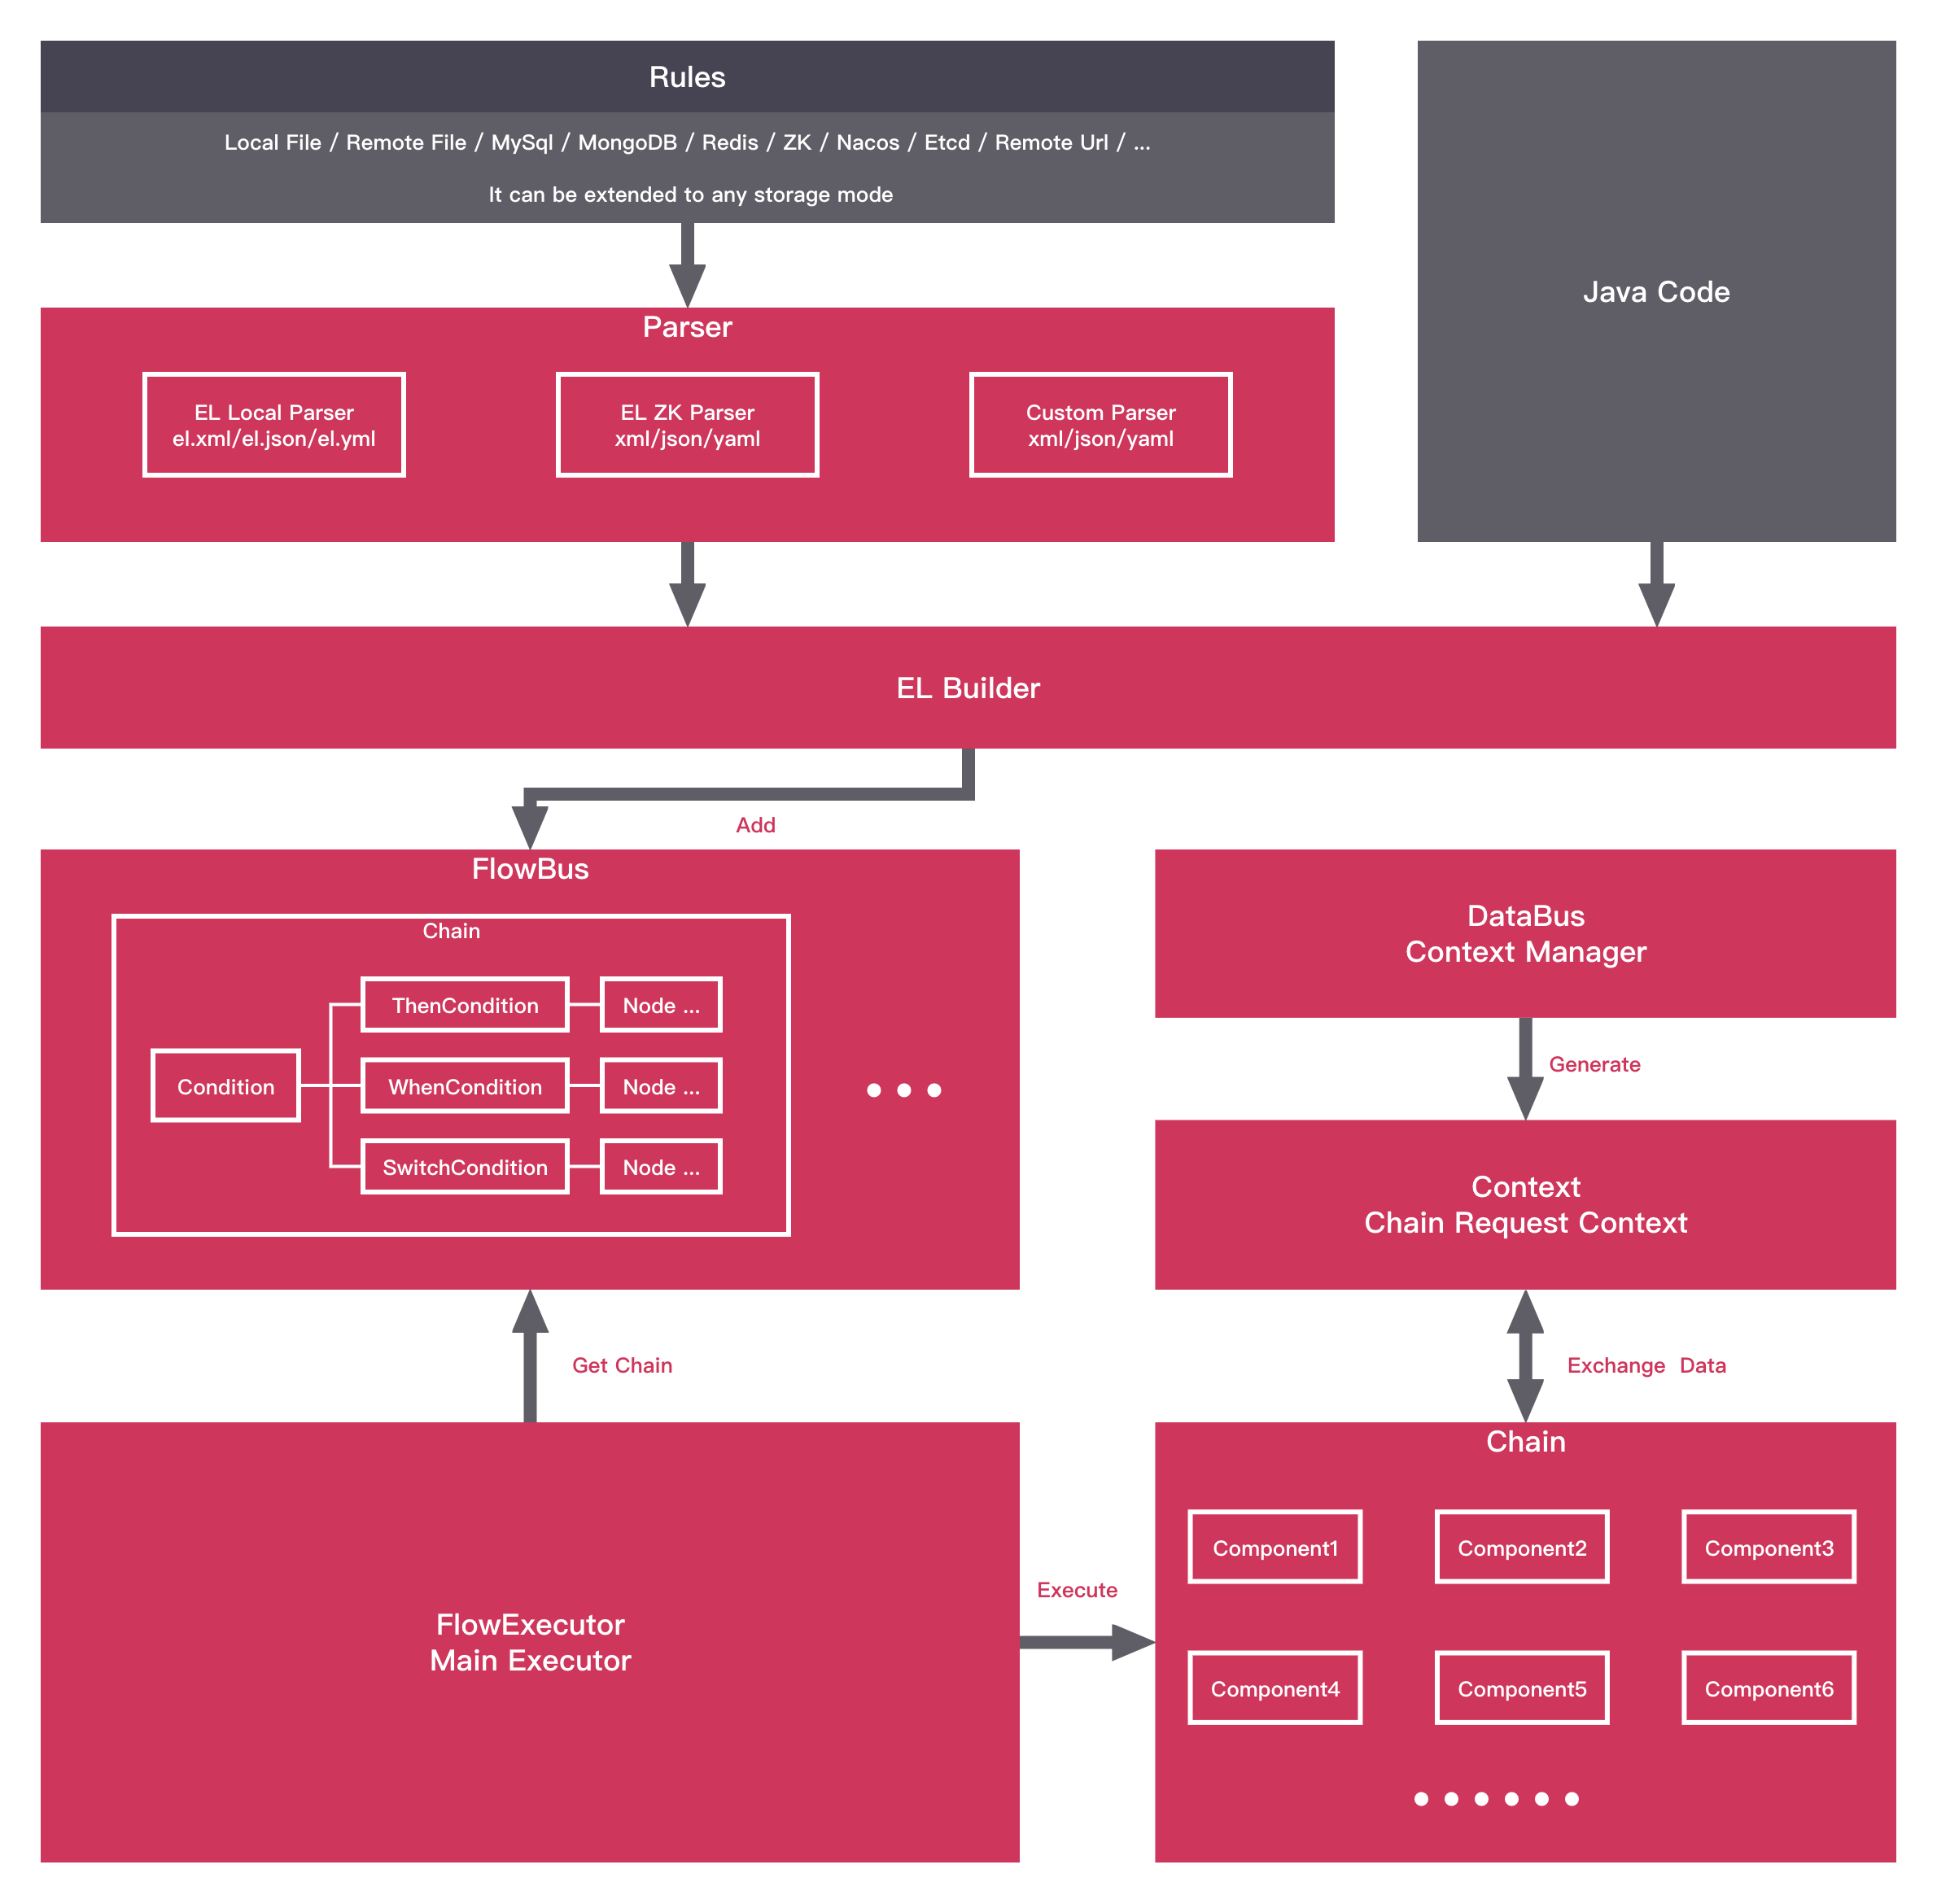 Rules
Local File / Remote File / MySql / MongoDB / Redis / ZK / Nacos / Etcd / Remote Url / ...
It can be extended to any storage mode
Java Code
Parser
EL Local Parser
el.xml/el.json/el.yml
EL ZK Parser
xml/json/yaml
Custom Parser
xml/json/yaml
EL Builder
Add
FlowBus
Chain
Condition
ThenCondition
Node ...
WhenCondition
Node ...
SwitchCondition
Node ...
DataBus
Context Manager
Generate
Context
Chain Request Context
Get Chain
Exchange Data
FlowExecutor
Main Executor
Execute
Chain
Component1
Component2
Component3
Component4
Component5
Component6